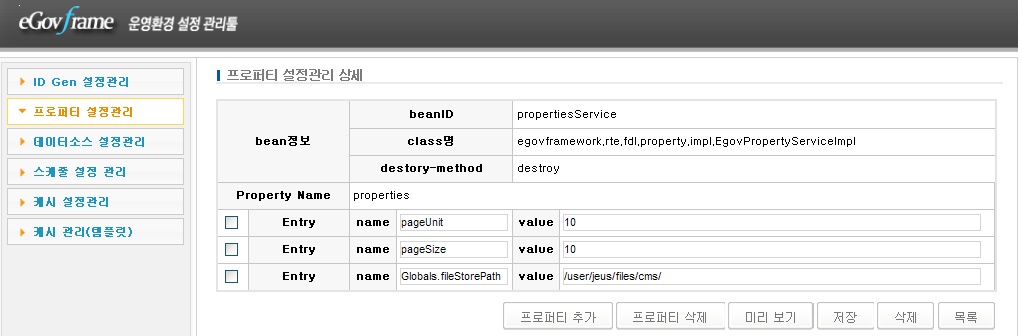 eGovframe 운영환경 설정 관리툴
ID Gen 설정관리
프로퍼티 설정관리
데이터소스 설정관리
스케줄 설정 관리
캐시 설정관리
캐시 관리(템플릿)
프로퍼티 설정관리 상세
bean정보
beanID propertiesService
class명 egovframework.rte.fdl.property.impl.EgovPropertyServiceImpl
destory-method destroy
Property Name properties
Entry name pageUnit value 10
Entry name pageSize value 10
Entry name Globals.fileStorePath value /user/jeus/files/cms/
프로퍼티 추가 프로퍼티 삭제 미리 보기 저장 삭제 목록